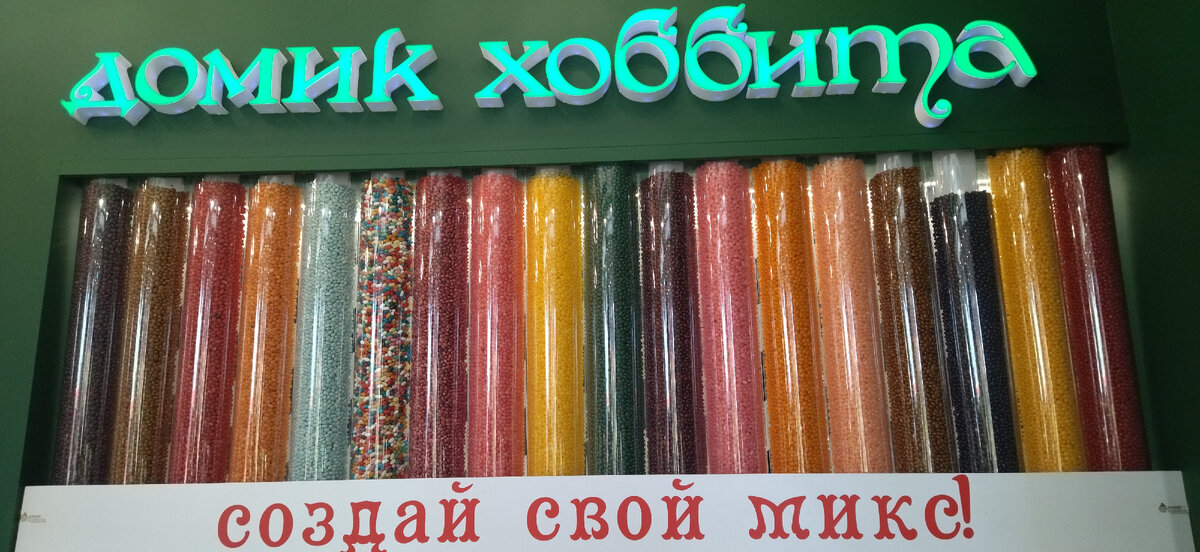 домик хоббита
создай свой микс!